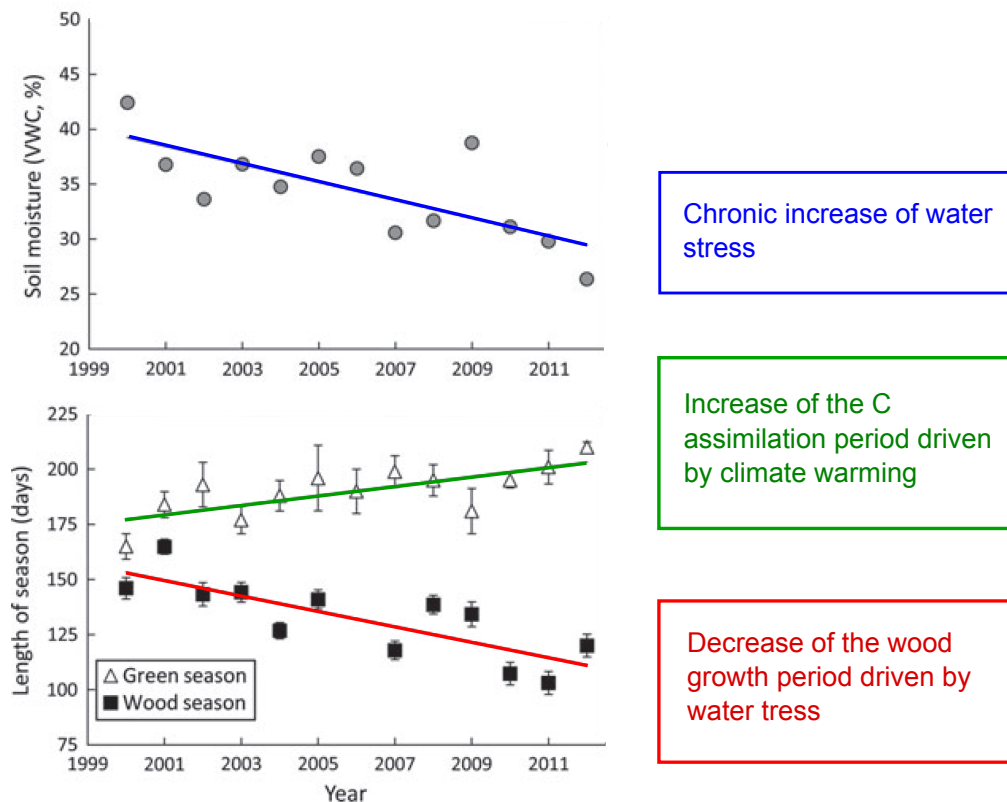 50
45
40
35
30
25
20
Soil moisture (VWC, %)
1999 2001 2003 2005 2007 2009 2011
Chronic increase of water
stress
225
200
175
150
125
100
75
Length of season (days)
Green season
Wood season
1999 2001 2003 2005 2007 2009 2011
Year
Increase of the C
assimilation period driven
by climate warming
Decrease of the wood
growth period driven by
water tress